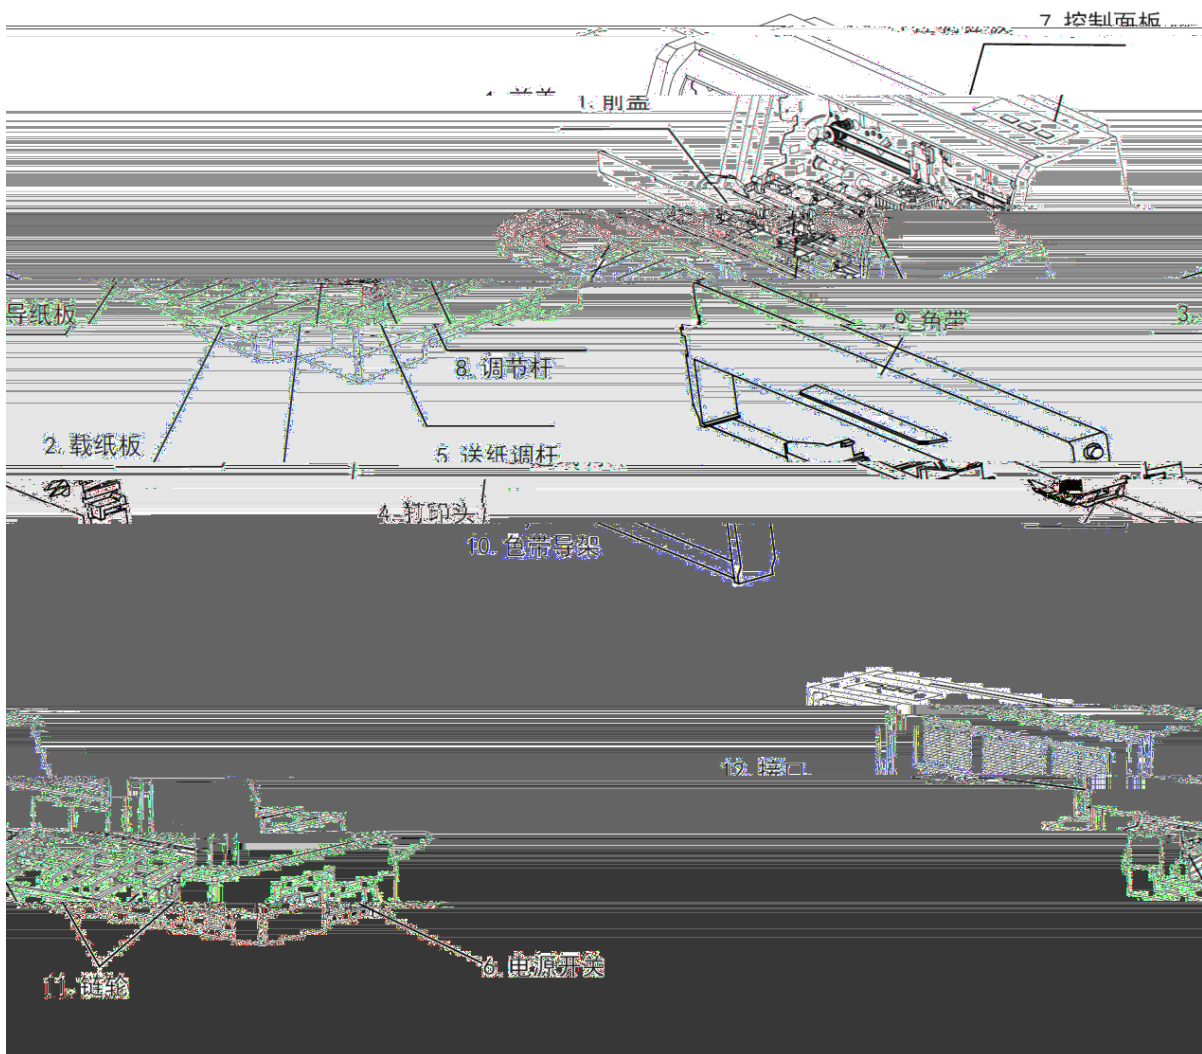 7. 控制面板
1. 前盖
导纸板
9. 色带
3.
8. 调节杆
2. 载纸板
5. 送纸调杆
4. 打印头
10. 色带导架
12. 接口
11. 链轮
6. 电源开关